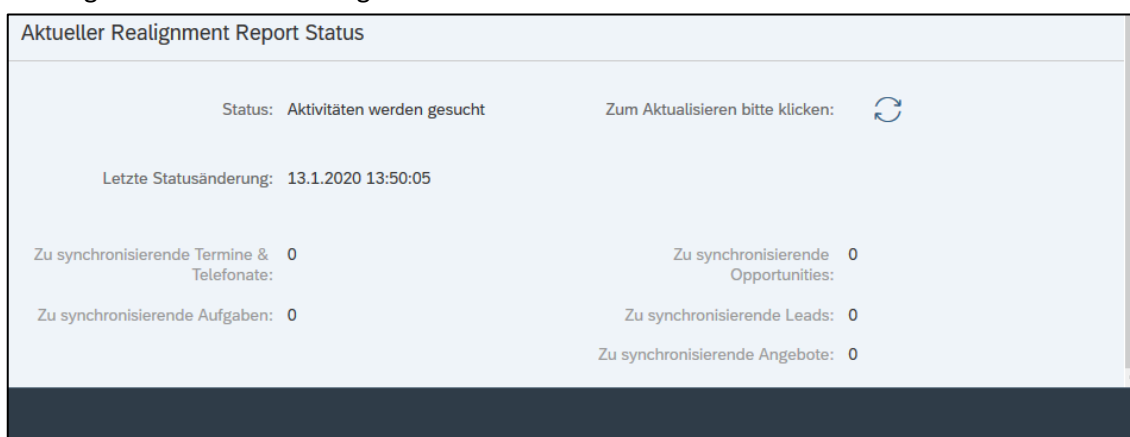 Aktueller Realignment Report Status
Status: Aktivitäten werden gesucht Zum Aktualisieren bitte klicken:
Letzte Statusänderung: 13.1.2020 13:50:05
Zu synchronisierende Termine & 0 Zu synchronisierende 0
Telefonate: Opportunities:
Zu synchronisierende Aufgaben: 0 Zu synchronisierende Leads: 0
Zu synchronisierende Angebote: 0